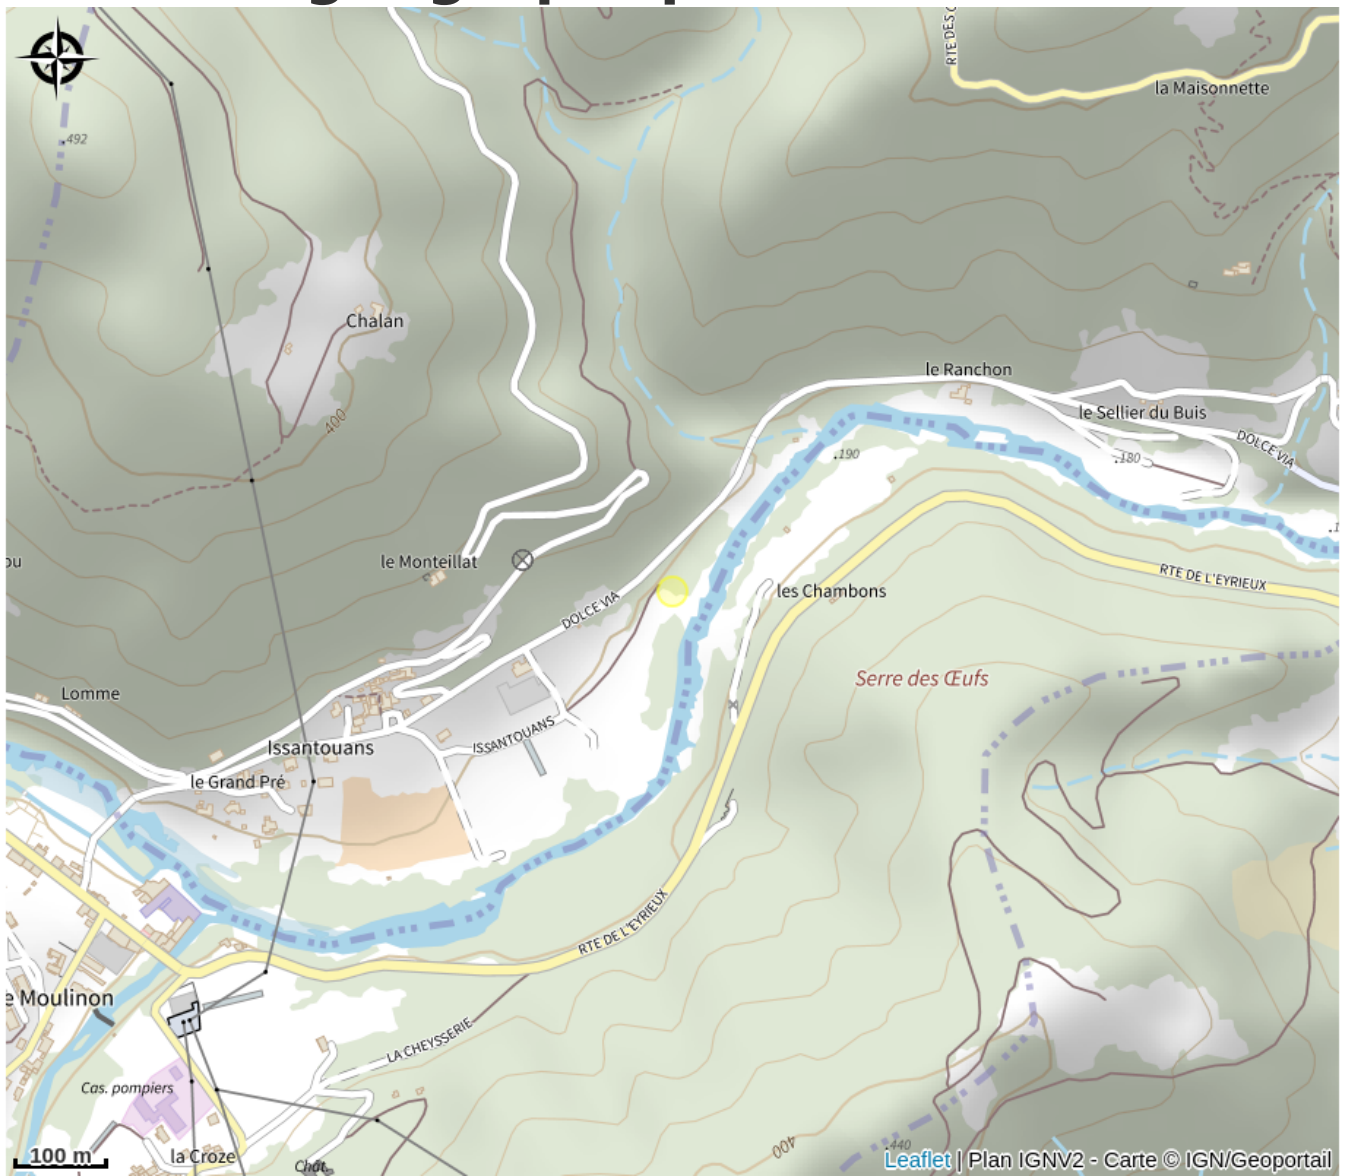 RTE DES
la Maisonnette
492
Chalan
le Ranchon
400
le Sellier du Buis
DOLCE VIA
.190
.180
le Monteillat
RTE DE L'EYRIEUX
DOLCE VIA
les Chambons
Serre des Œufs
Lomme
ISSANTOUANS
Issantouans
le Grand Pré
RTE DE L'EYRIEUX
e Moulinon
LA CHEYSSERIE
Cas. pompiers
400
.440
100 m
la Croze
Chât.
Leaflet | Plan IGNV2 - Carte © IGN/Geoportail